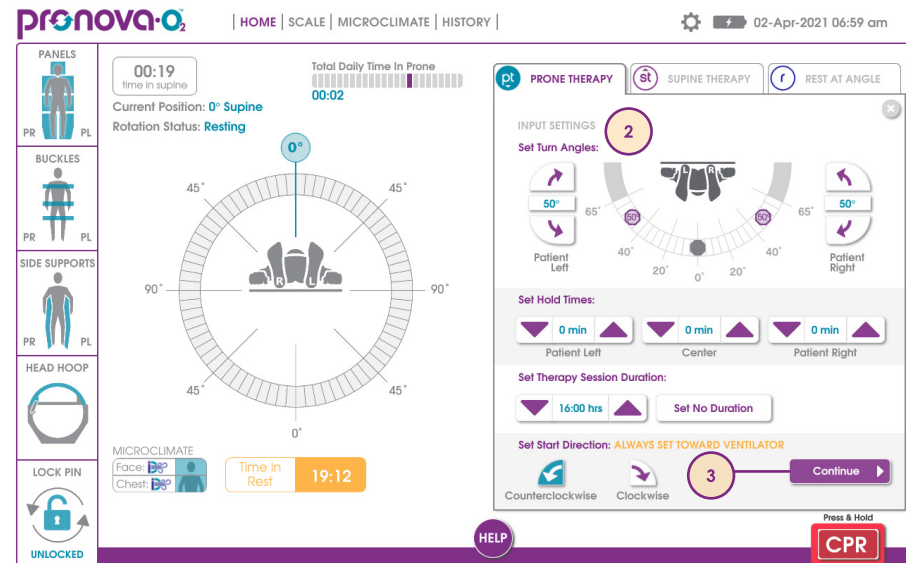 pronova·O2
HOME | SCALE | MICROCLIMATE | HISTORY |
02-Apr-2021 06:59 am
PANELS
PR PL
BUCKLES
PR PL
SIDE SUPPORTS
PR PL
HEAD HOOP
LOCK PIN
UNLOCKED
00:19
time in supine
Total Daily Time In Prone
00:02
Current Position: 0° Supine
Rotation Status: Resting
0°
45° 45°
R L
90° 90°
45° 45°
0°
MICROCLIMATE
Face:
Chest:
Time in
Rest
19:12
HELP
pt PRONE THERAPY
st SUPINE THERAPY
r REST AT ANGLE
INPUT SETTINGS
2
Set Turn Angles:
50°
Patient
Left
L R
65° 50° 50° 65°
40° 40°
20° 20°
0°
50°
Patient
Right
Set Hold Times:
0 min 0 min 0 min
Patient Left Center Patient Right
Set Therapy Session Duration:
16:00 hrs Set No Duration
Set Start Direction: ALWAYS SET TOWARD VENTILATOR
Counterclockwise Clockwise
3
Continue
Press & Hold
CPR